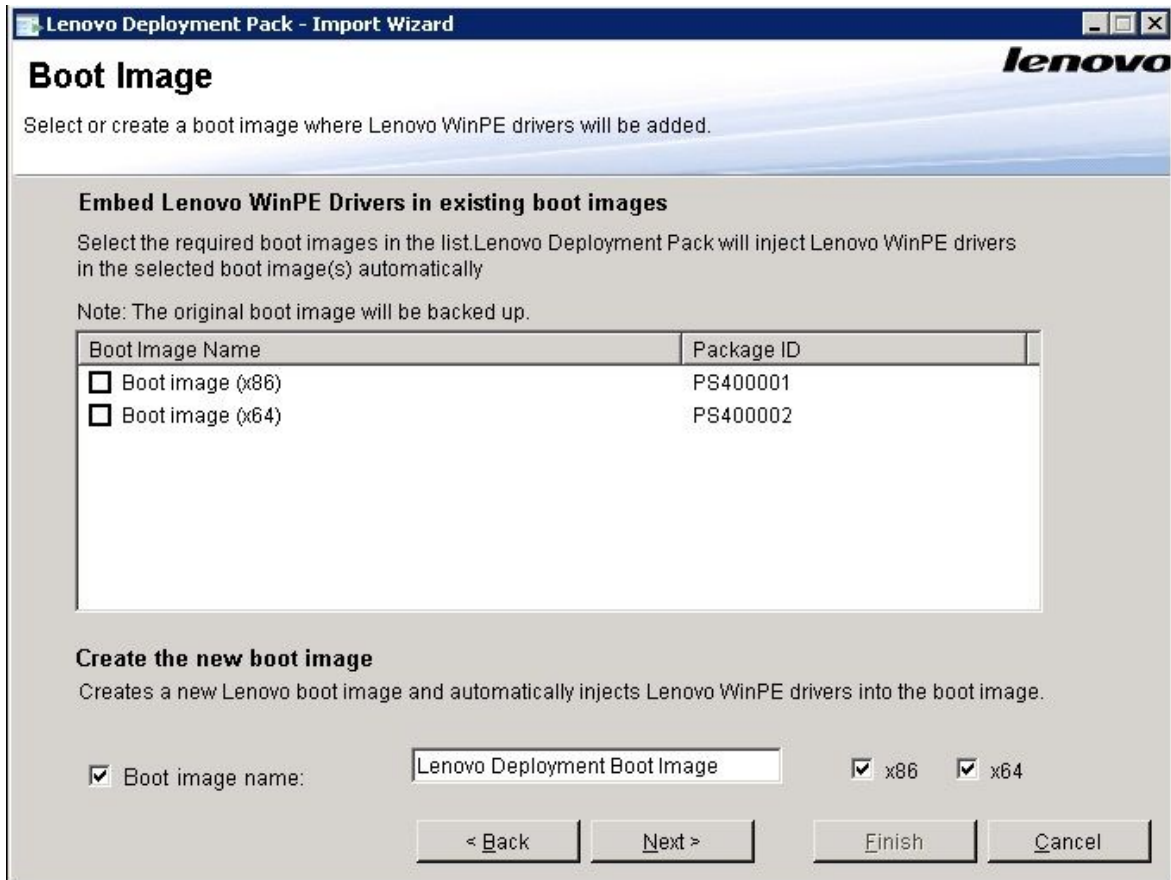 Lenovo Deployment Pack - Import Wizard
lenovo
Boot Image
Select or create a boot image where Lenovo WinPE drivers will be added.
Embed Lenovo WinPE Drivers in existing boot images
Select the required boot images in the list.Lenovo Deployment Pack will inject Lenovo WinPE drivers
in the selected boot image(s) automatically
Note: The original boot image will be backed up.
Boot Image Name Package ID
Boot image (x86) PS400001
Boot image (x64) PS400002
Create the new boot image
Creates a new Lenovo boot image and automatically injects Lenovo WinPE drivers into the boot image.
Boot image name: Lenovo Deployment Boot Image x86 x64
< Back Next > Finish Cancel